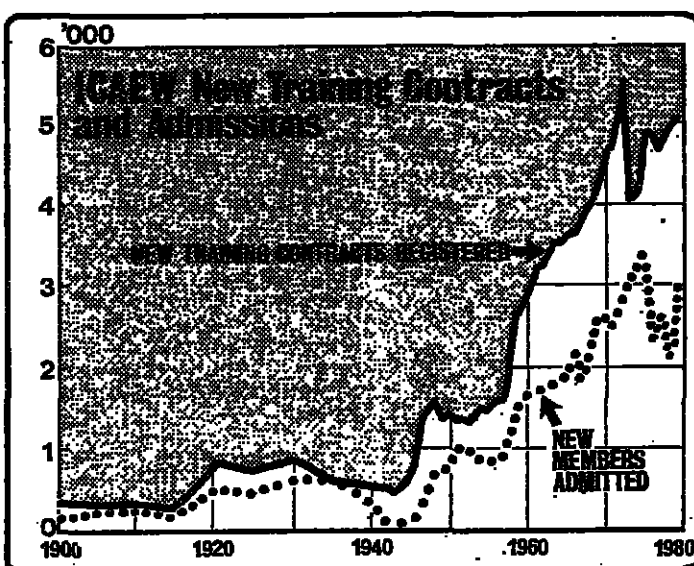 '000
6
ICAEW New Training Contracts
and Admissions
5
4
NEW TRAINING CONTRACTS REGISTERED
3
2
1
NEW
MEMBERS
ADMITTED
0
1900 1920 1940 1960 1980